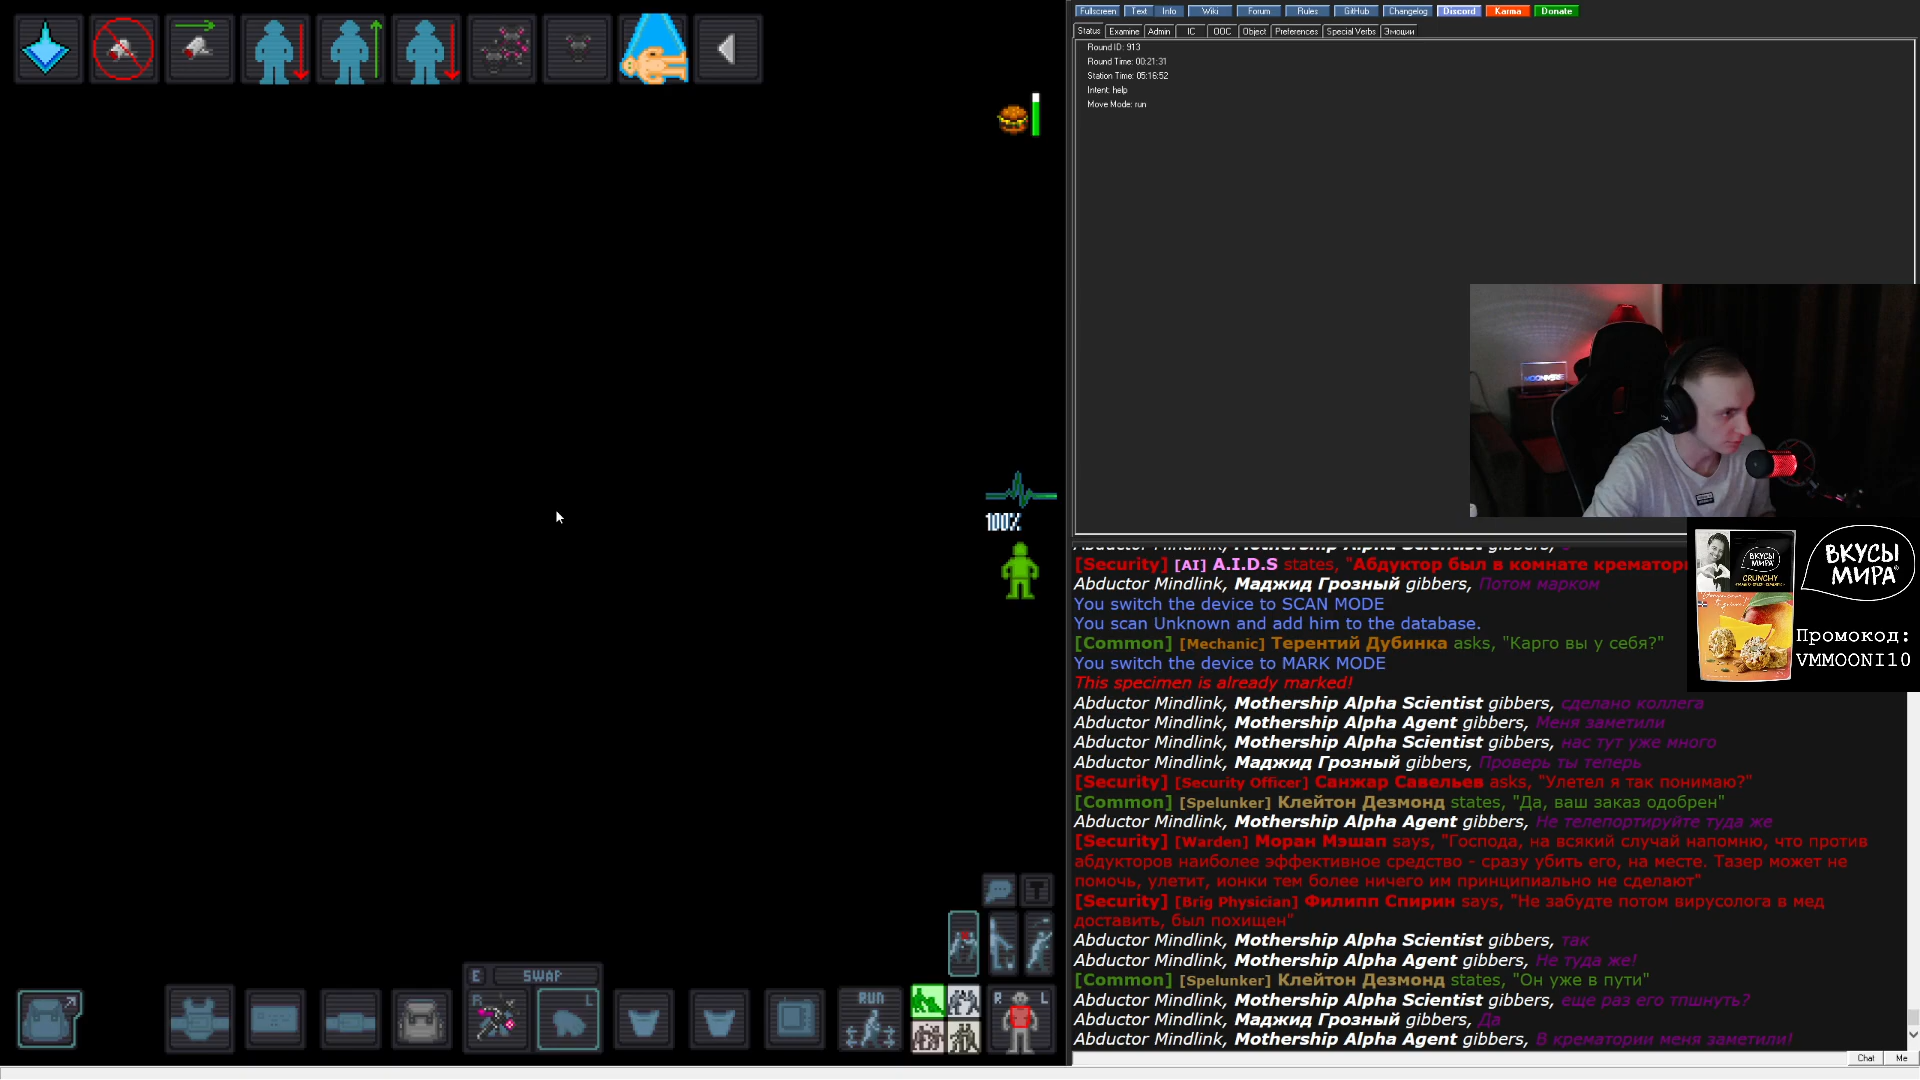 Fullscreen Text Info Wiki Forum Rules GitHub Changelog Discord Karma Donate
Status Examine Admin IC OOC Object Preferences Special Verbs Эмоции
Round ID: 913
Round Time: 00:21:31
Station Time: 05:16:52
Intent: help
Move Mode: run
100%
[Security] [AI] A.I.D.S states, "Абдуктор был в комнате крематори
Abductor Mindlink, Маджид Грозный gibbers, Потом марком
You switch the device to SCAN MODE
You scan Unknown and add him to the database.
[Common] [Mechanic] Терентий Дубинка asks, "Карго вы у себя?"
You switch the device to MARK MODE
This specimen is already marked!
Abductor Mindlink, Mothership Alpha Scientist gibbers, сделано коллега
Abductor Mindlink, Mothership Alpha Agent gibbers, Меня заметили
Abductor Mindlink, Mothership Alpha Scientist gibbers, нас тут уже много
Abductor Mindlink, Маджид Грозный gibbers, Проверь ты теперь
[Security] [Security Officer] Санжар Савельев asks, "Улетел я так понимаю?"
[Common] [Spelunker] Клейтон Дезмонд states, "Да, ваш заказ одобрен"
Abductor Mindlink, Mothership Alpha Agent gibbers, Не телепортируйте туда же
[Security] [Warden] Моран Мэшап says, "Господа, на всякий случай напомню, что против
абдукторов наиболее эффективное средство - сразу убить его, на месте. Тазер может не
помочь, улетит, ионки тем более ничего им принципиально не сделают"
[Security] [Brig Physician] Филипп Спирин says, "Не забудте потом вирусолога в мед
доставить, был похищен"
Abductor Mindlink, Mothership Alpha Scientist gibbers, так
Abductor Mindlink, Mothership Alpha Agent gibbers, Не туда же!
[Common] [Spelunker] Клейтон Дезмонд states, "Он уже в пути"
Abductor Mindlink, Mothership Alpha Scientist gibbers, еще раз его тпшнуть?
Abductor Mindlink, Маджид Грозный gibbers, Да
Abductor Mindlink, Mothership Alpha Agent gibbers, В крематории меня заметили!
Chat Me
ВКУСЫ
МИРА
CRUNCHY
ВКУСЫ
МИРА®
Промокод:
VMMOONI10
E SWAP
R L
RUN
R L